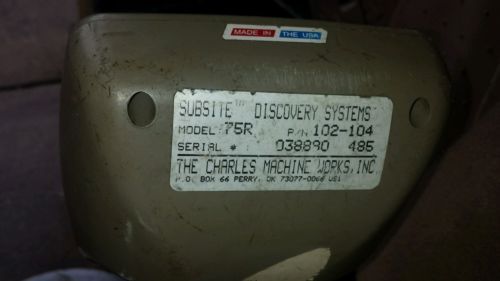 MADE IN THE USA
SUBSITE™ DISCOVERY SYSTEMS™
MODEL: 75R P/N 102-104
SERIAL #: 038890 485
THE CHARLES MACHINE WORKS, INC.
P.O. BOX 66 PERRY, OK 73077-0066 USA